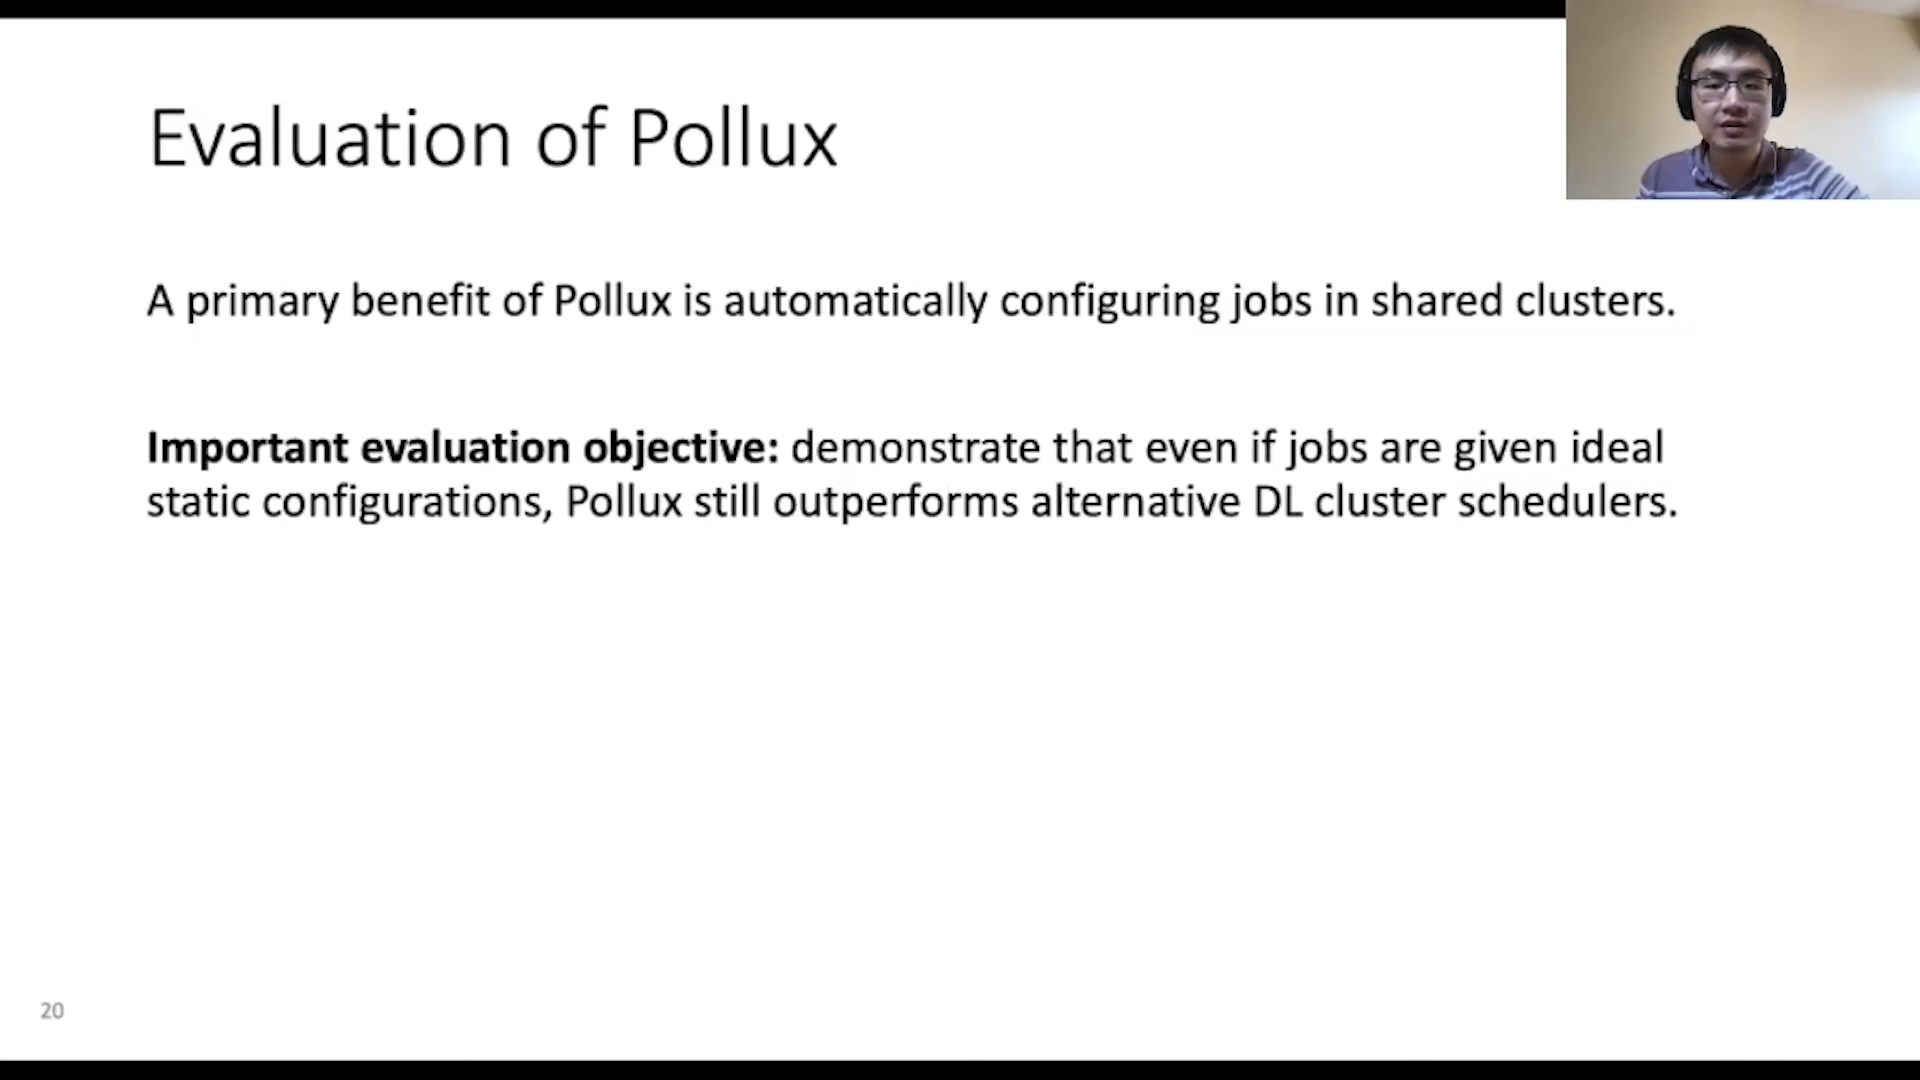 Evaluation of Pollux
A primary benefit of Pollux is automatically configuring jobs in shared clusters.
Important evaluation objective: demonstrate that even if jobs are given ideal
static configurations, Pollux still outperforms alternative DL cluster schedulers.
20